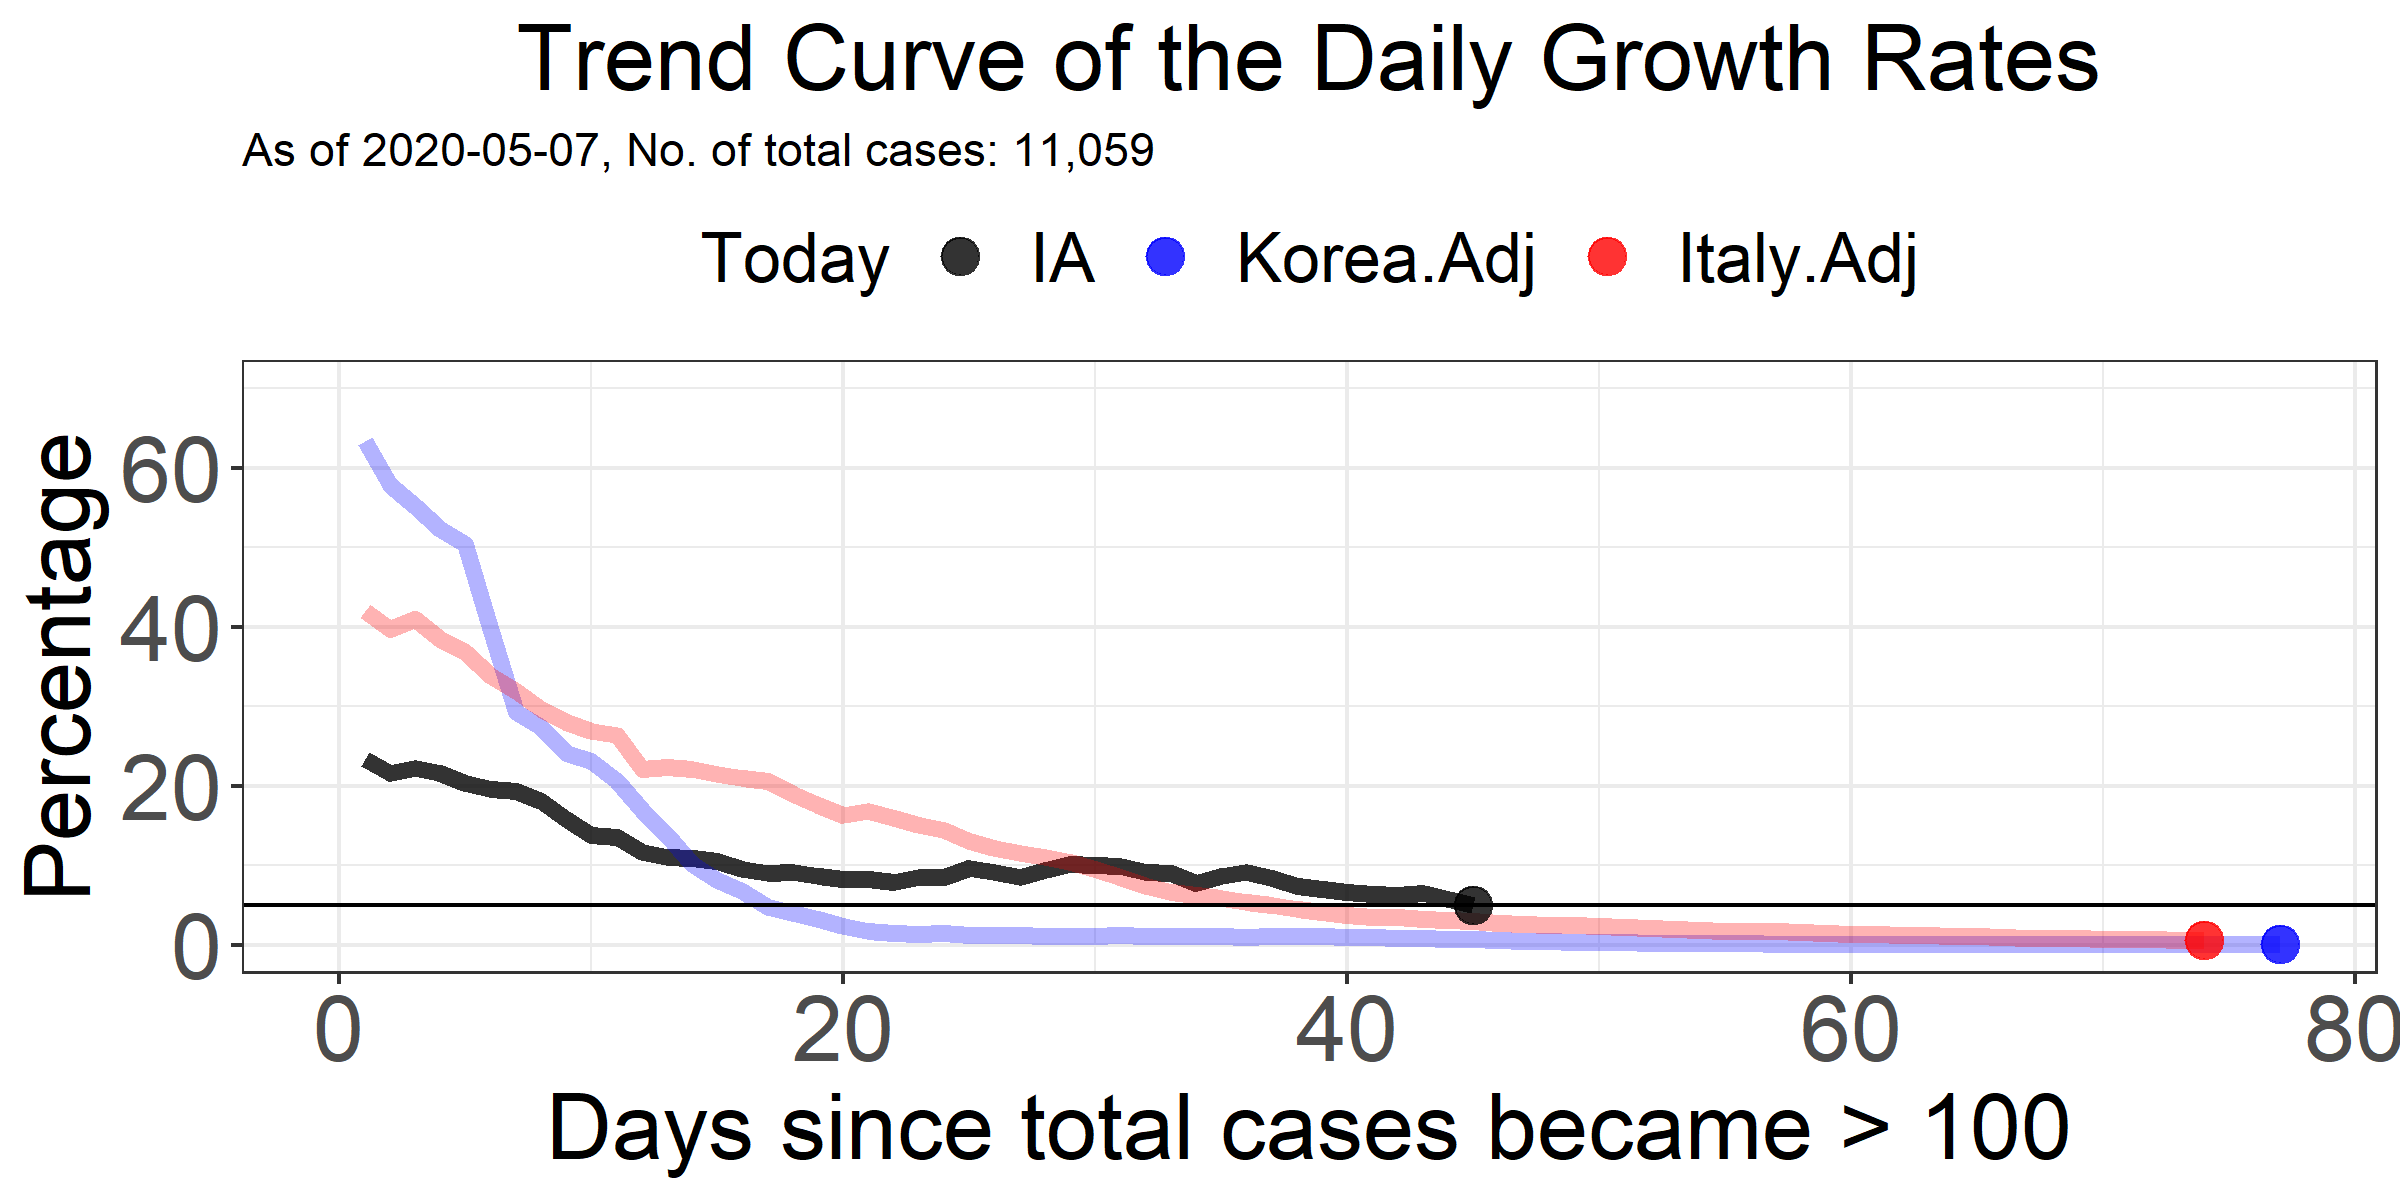 Trend Curve of the Daily Growth Rates
As of 2020-05-07, No. of total cases: 11,059
Today IA Korea.Adj Italy.Adj
Percentage
60
40
20
0
0 20 40 60 80
Days since total cases became > 100